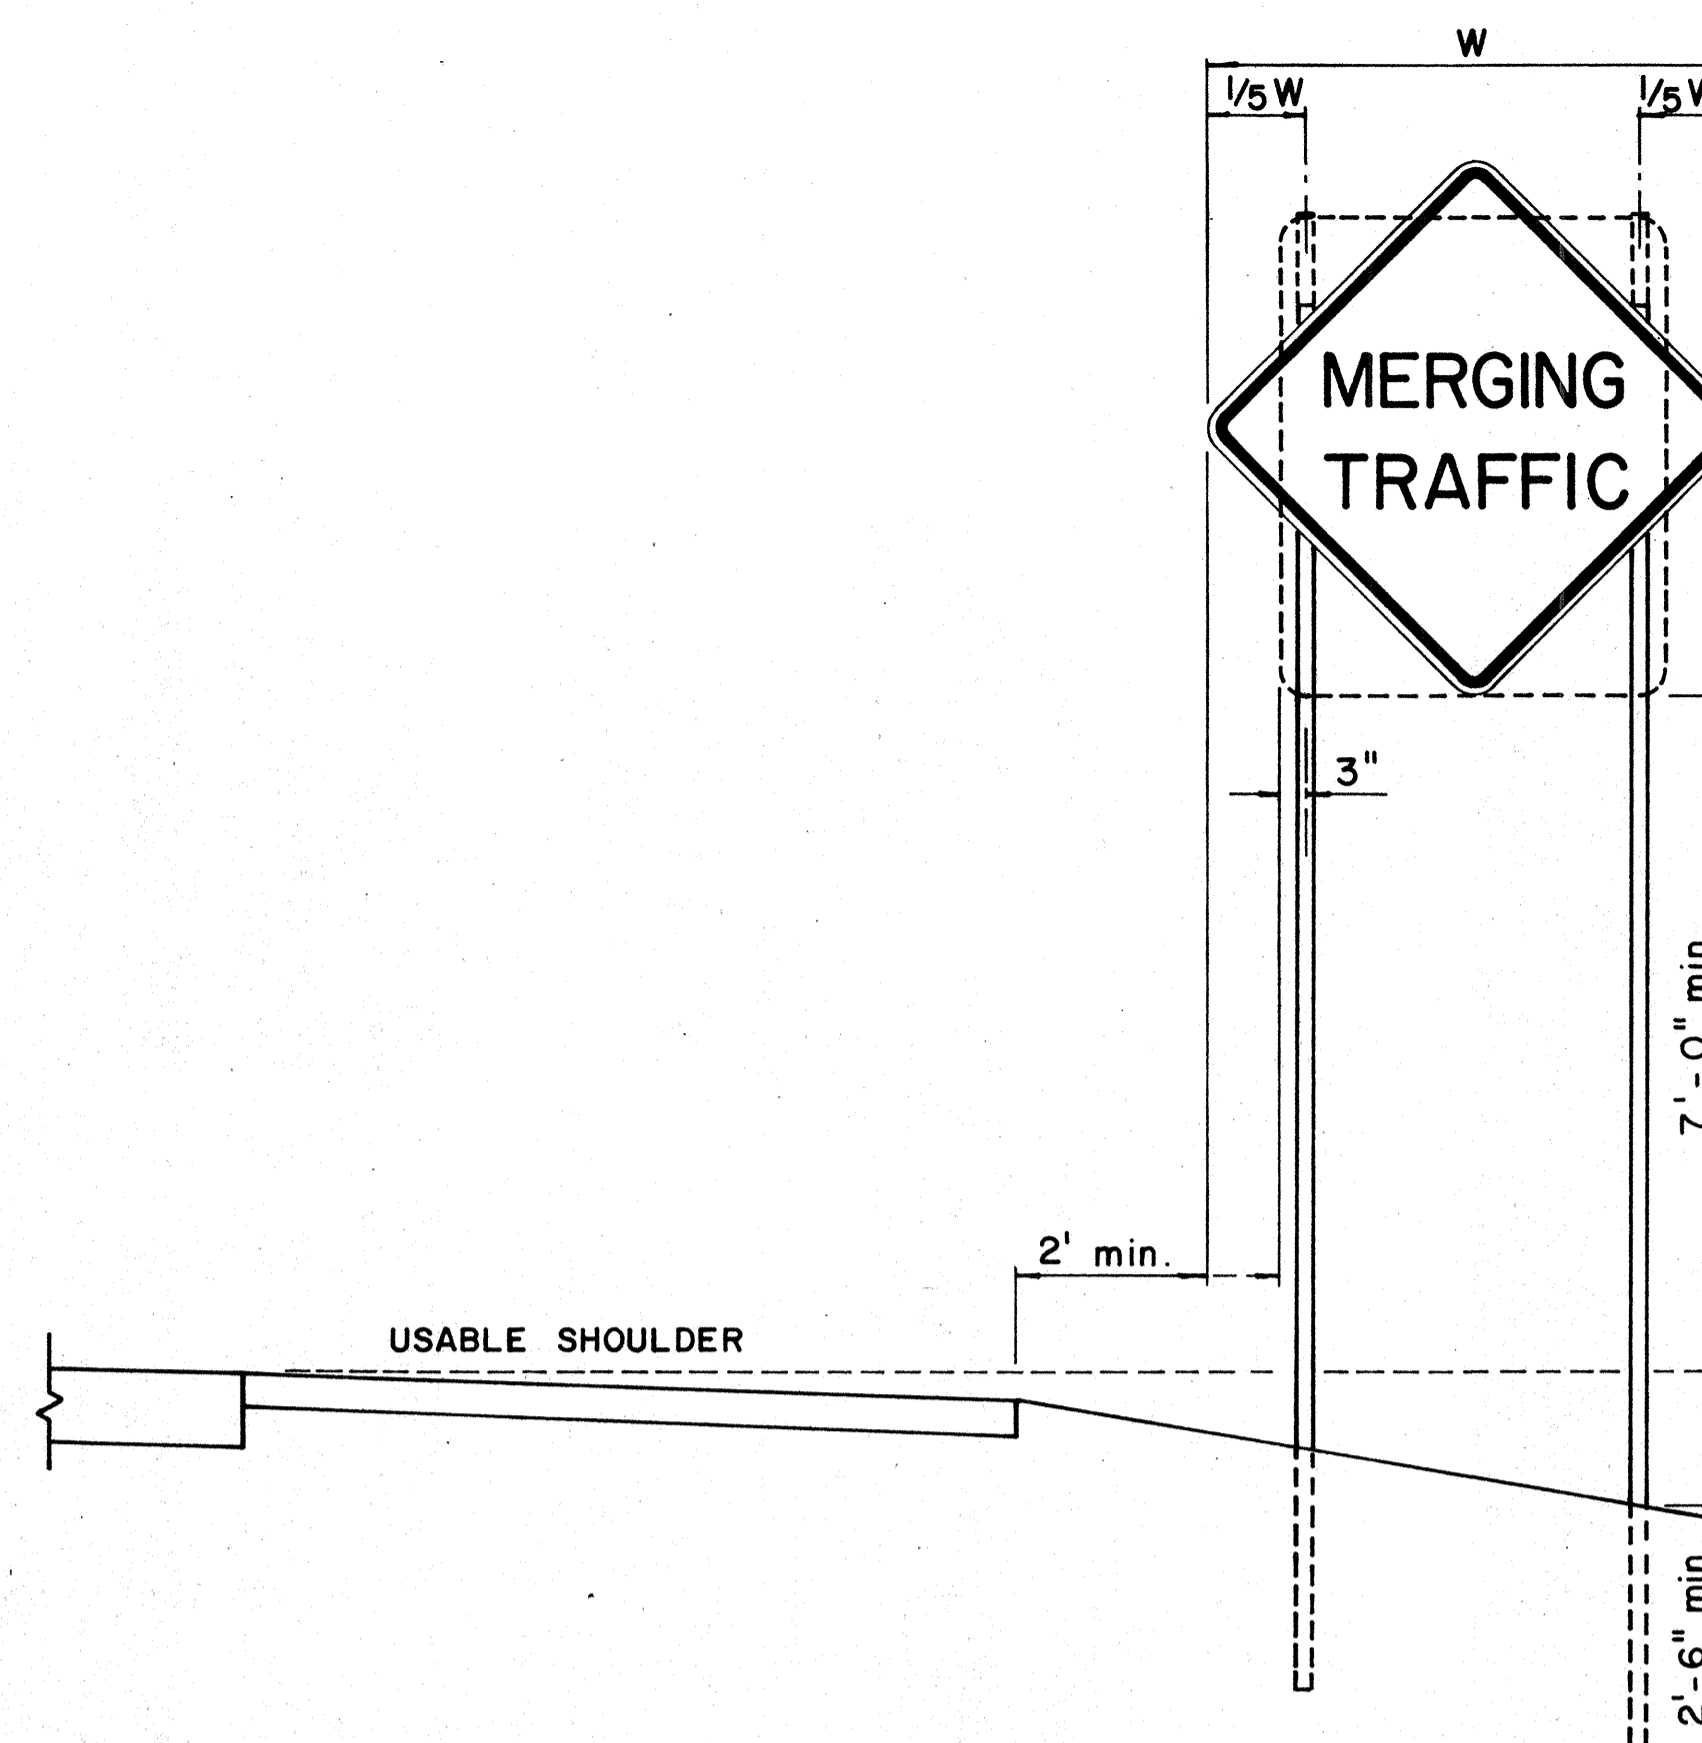 W
1/5 W
1/5 W
MERGING
TRAFFIC
3"
7'-0" min
2' min.
USABLE SHOULDER
2'-6" min